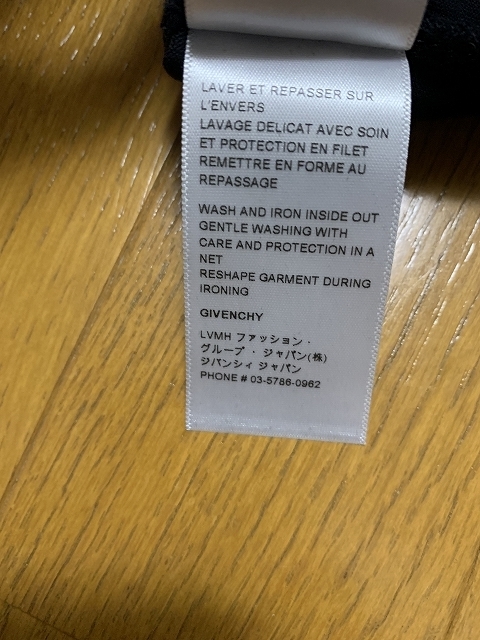 LAVER ET REPASSER SUR
L'ENVERS
LAVAGE DELICAT AVEC SOIN
ET PROTECTION EN FILET
REMETTRE EN FORME AU
REPASSAGE
WASH AND IRON INSIDE OUT
GENTLE WASHING WITH
CARE AND PROTECTION IN A
NET
RESHAPE GARMENT DURING
IRONING
GIVENCHY
LVMH ファッション・
グループ・ジャパン(株)
ジバンシィ ジャパン
PHONE # 03-5786-0962